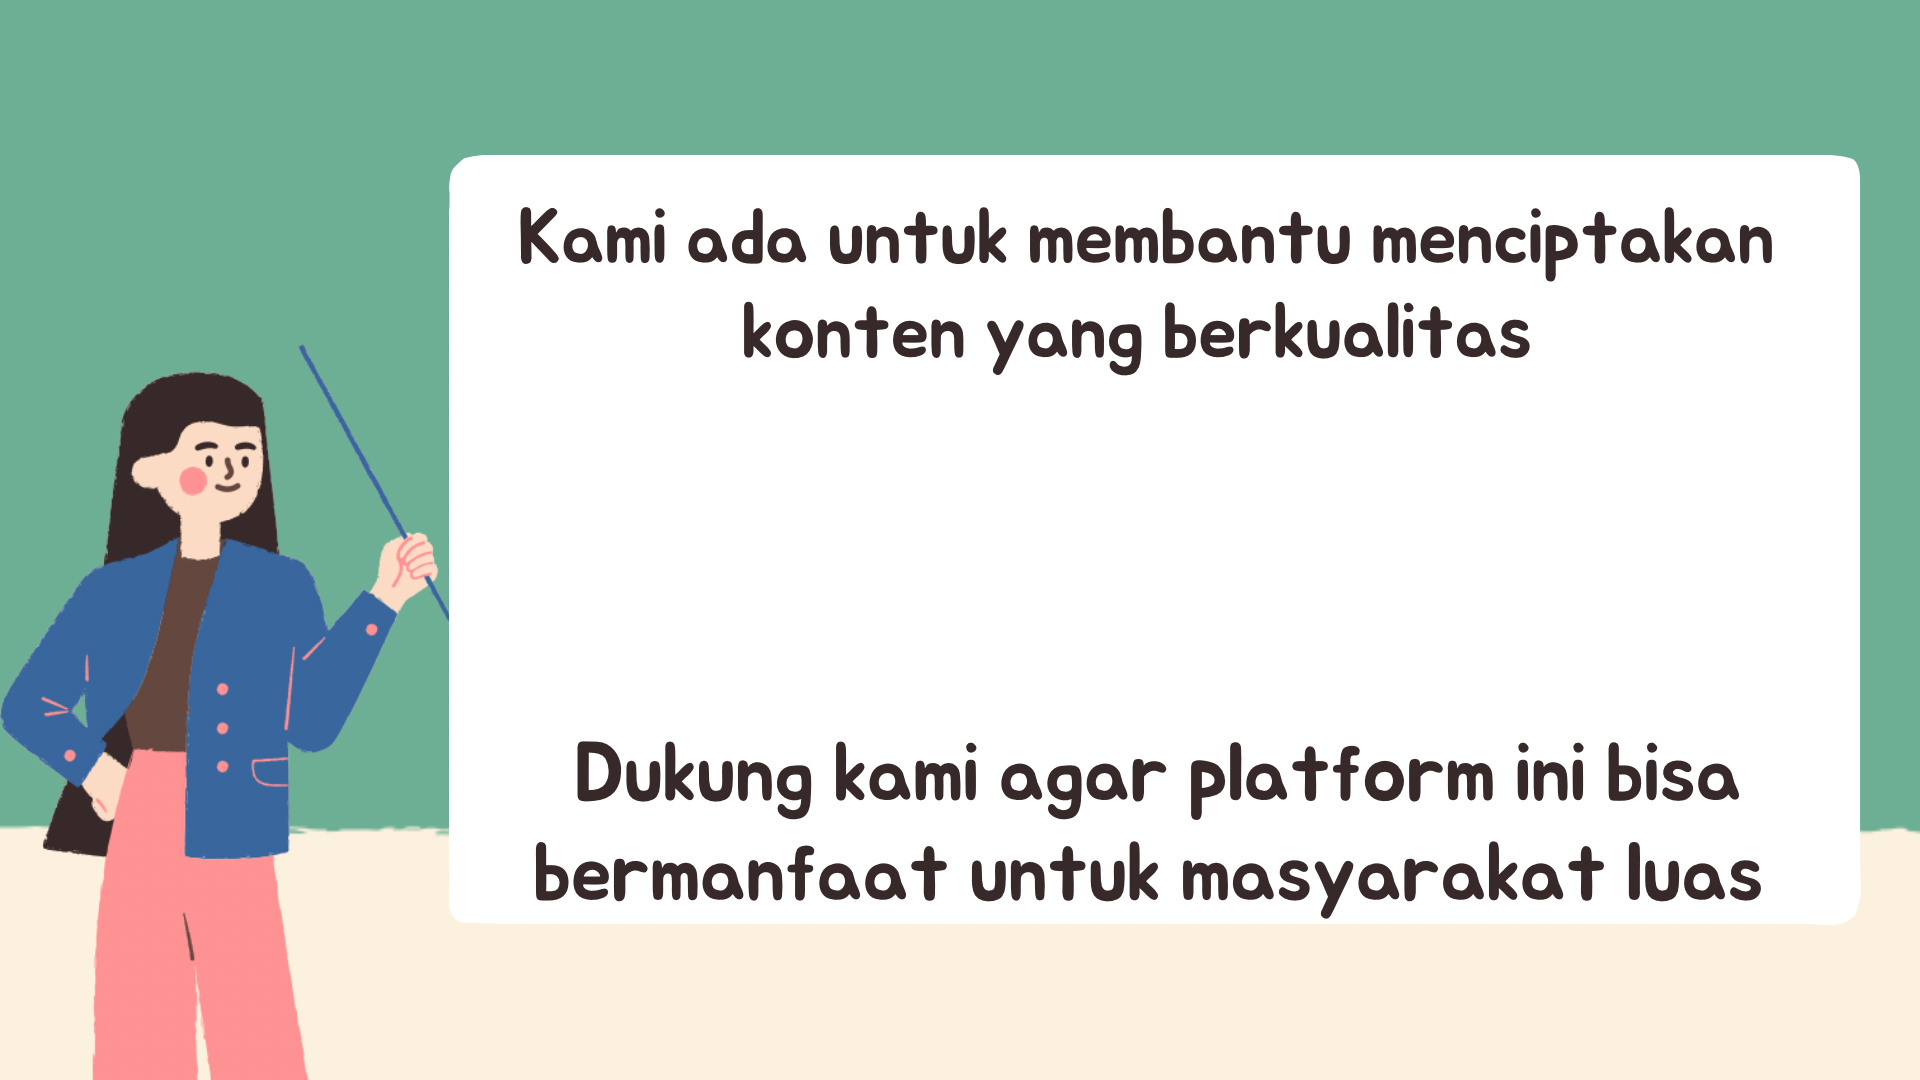 Kami ada untuk membantu menciptakan
konten yang berkualitas
Dukung kami agar platform ini bisa
bermanfaat untuk masyarakat luas